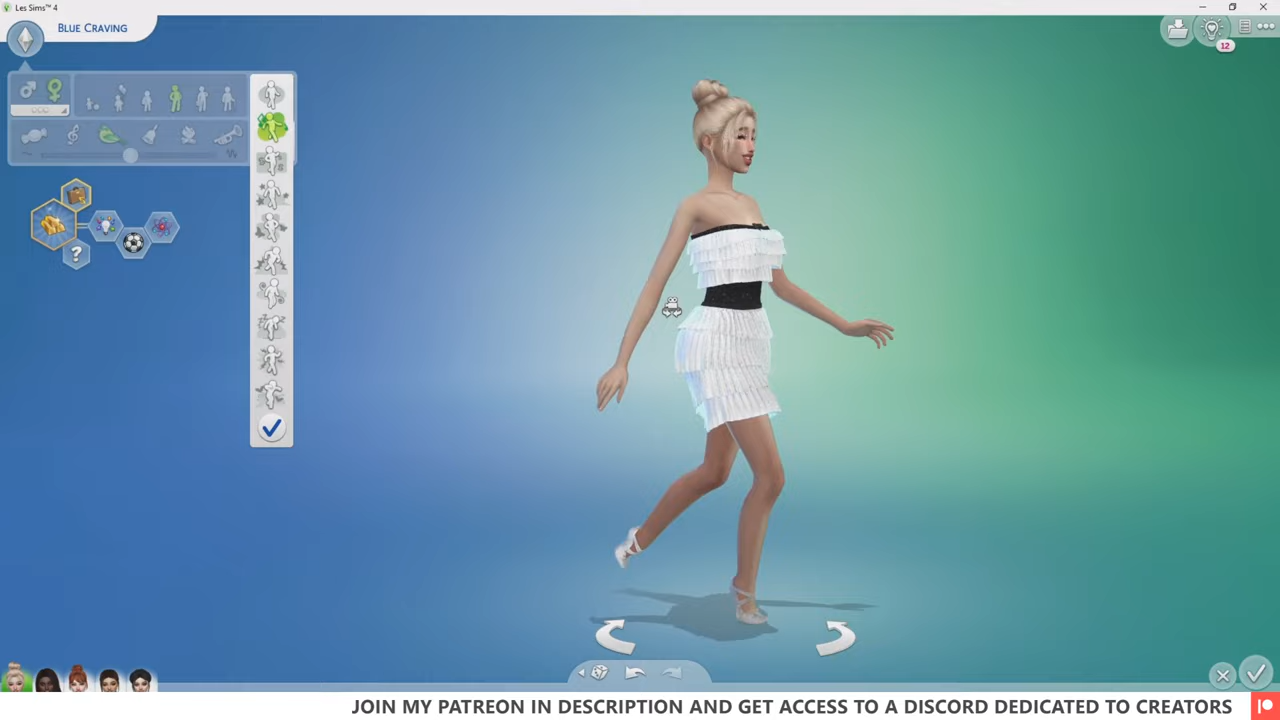 Les Sims™ 4
BLUE CRAVING
12
?
JOIN MY PATREON IN DESCRIPTION AND GET ACCESS TO A DISCORD DEDICATED TO CREATORS